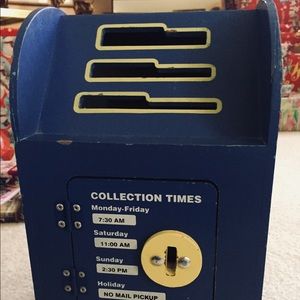 COLLECTION TIMES
Monday-Friday
7:30 AM
Saturday
11:00 AM
Sunday
2:30 PM
Holiday
NO MAIL PICKUP